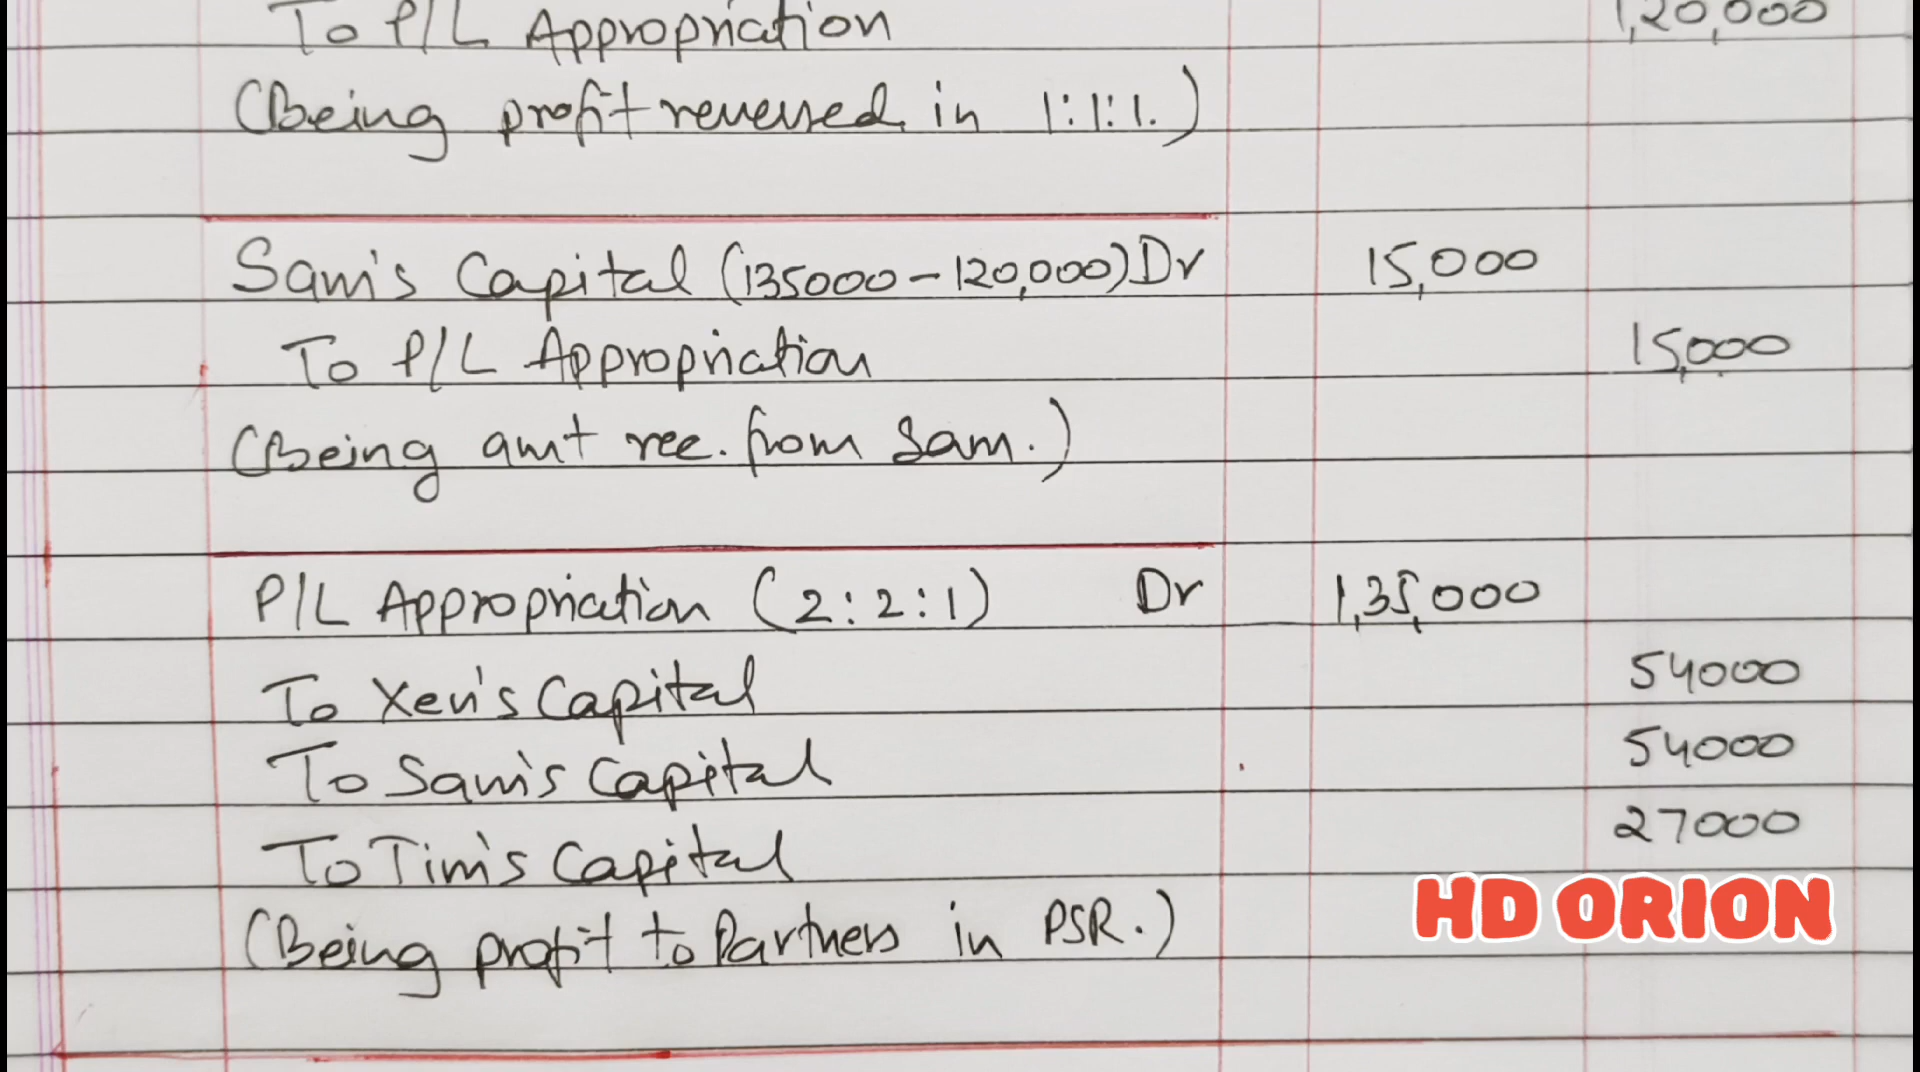 To P/L Appropriation 1,20,000
(Being profit reversed in 1:1:1.)
Sam's Capital (135000-120,000) Dr 15,000
To P/L Appropriation 15,000
(Being amt rec. from Sam.)
P/L Appropriation (2:2:1) Dr 1,35,000
To Xen's Capital 54000
To Sam's Capital 54000
To Tim's Capital 27000
(Being profit to Partners in PSR.)
HD ORION